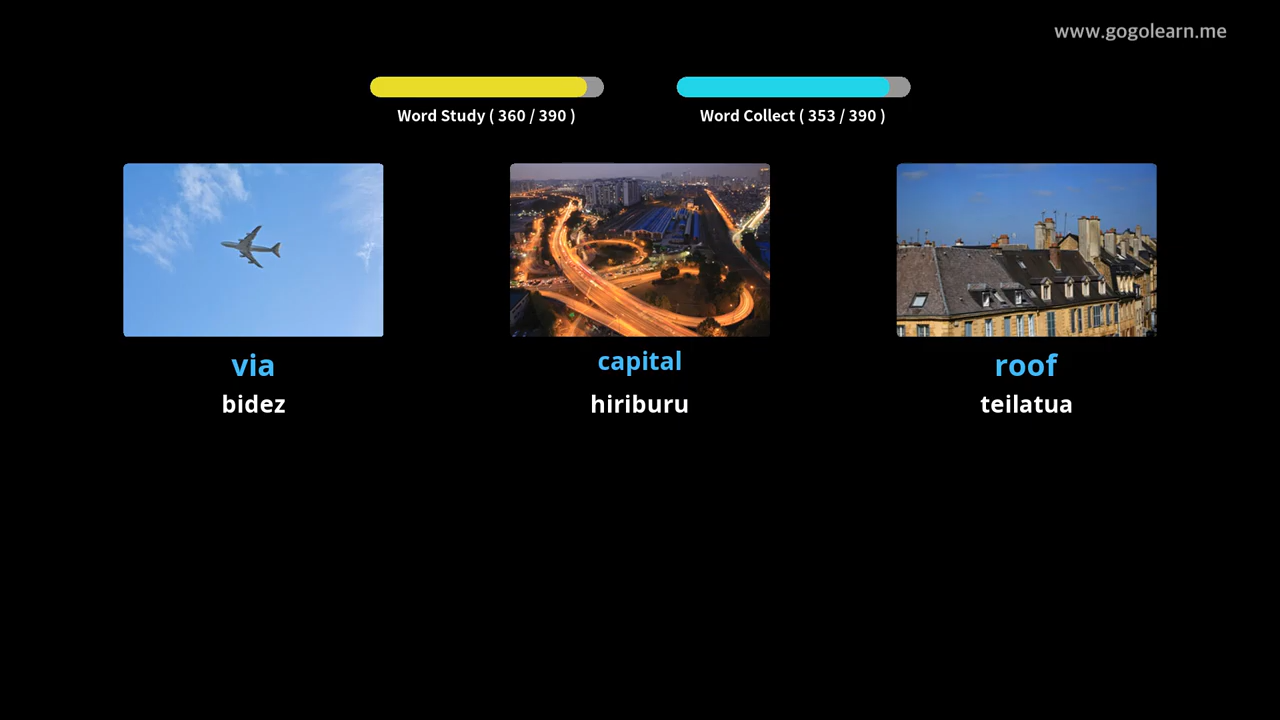 www.gogolearn.me
Word Study ( 360 / 390 )
Word Collect ( 353 / 390 )
via
capital
roof
bidez
hiriburu
teilatua